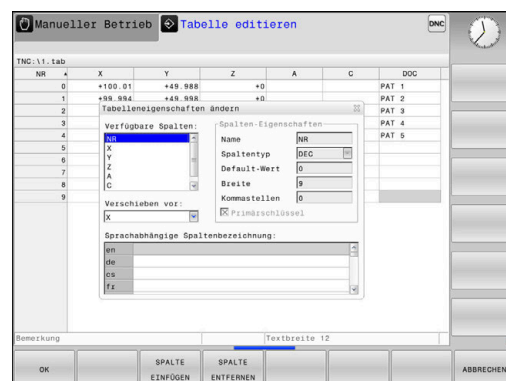 Manueller Betrieb
Tabelle editieren
DNC
TNC:\1.tab
NR X Y Z A C DOC
0 +100.01 +49.988 +0 PAT 1
1 +99.994 +49.998 +0 PAT 2
2 PAT 3
3 PAT 4
4 PAT 5
5
6
7
8
9
Tabelleneigenschaften ändern
Verfügbare Spalten:
NR
X
Y
Z
A
C
Verschieben vor:
X
Spalten-Eigenschaften
Name NR
Spaltentyp DEC
Default-Wert 0
Breite 9
Kommastellen 0
Primärschlüssel
Sprachabhängige Spaltenbezeichnung:
en
de
cs
fr
Bemerkung
Textbreite 12
OK
SPALTE
EINFÜGEN
SPALTE
ENTFERNEN
ABBRECHEN